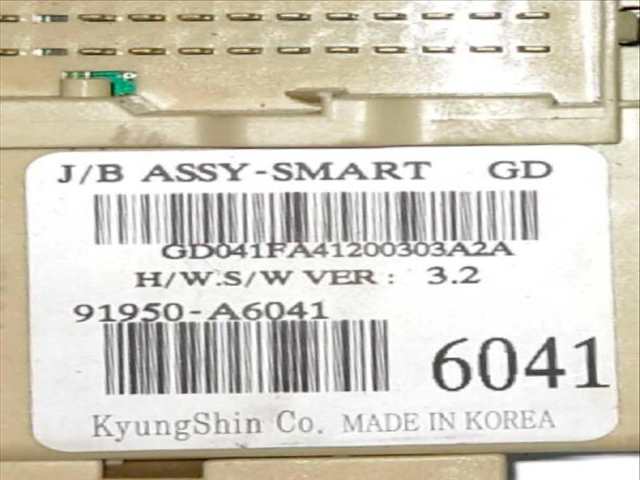 J/B ASSY-SMART GD
GD041FA41200303A2A
H/W.S/W VER : 3.2
91950-A6041
6041
KyungShin Co. MADE IN KOREA